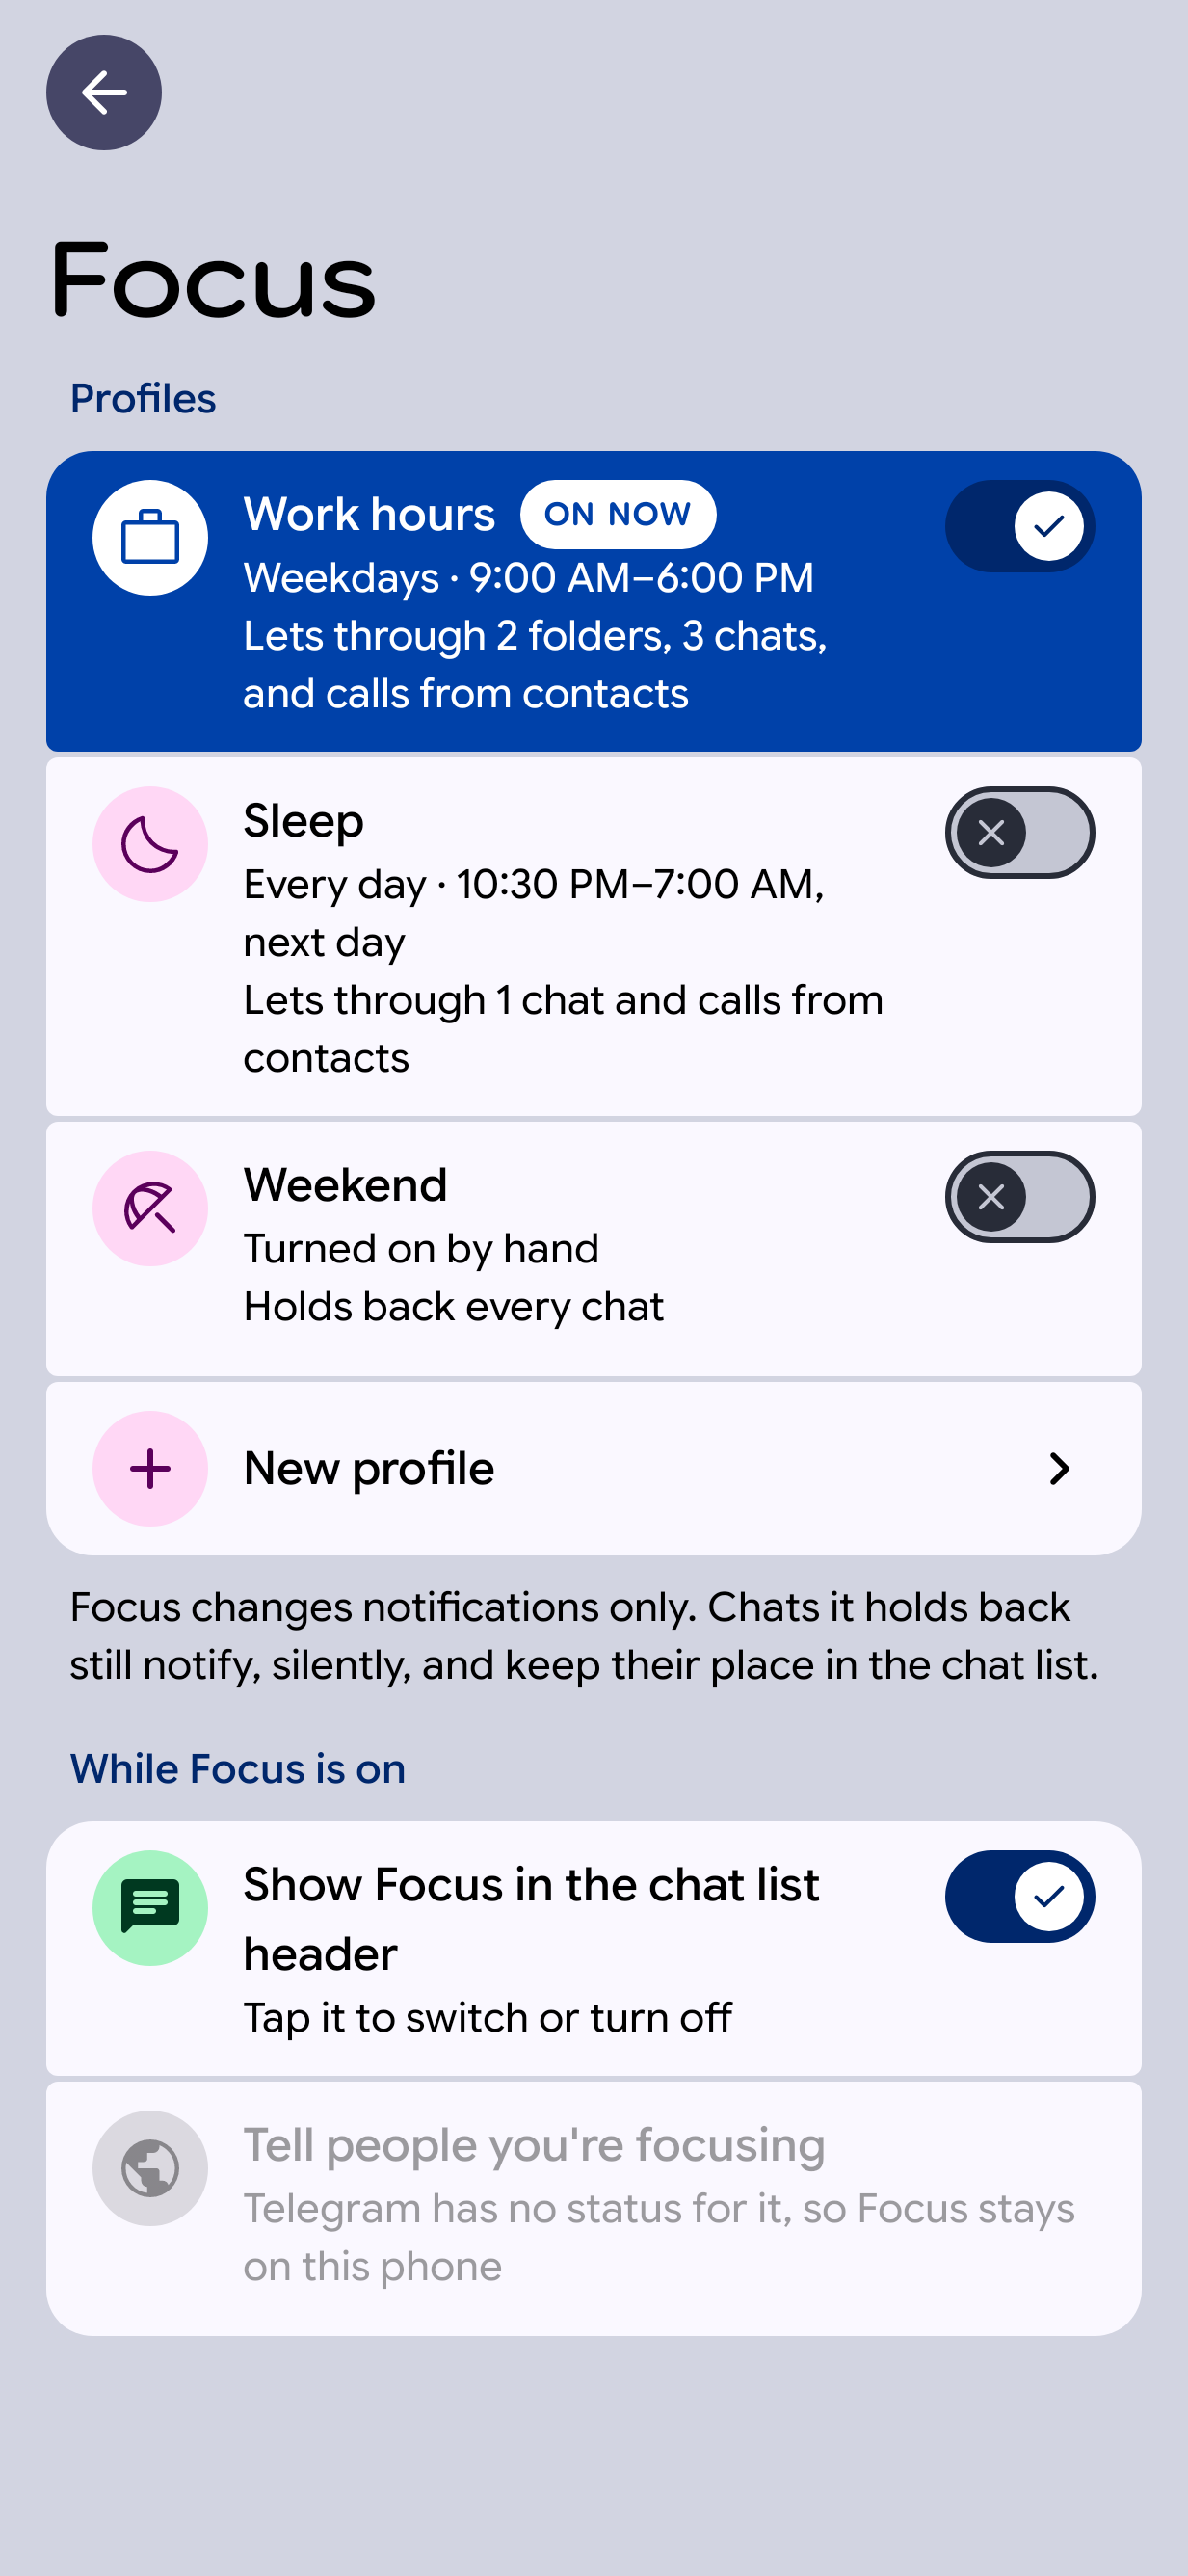 Focus
Profiles
Work hours ON NOW
Weekdays · 9:00 AM–6:00 PM
Lets through 2 folders, 3 chats,
and calls from contacts
Sleep
Every day · 10:30 PM–7:00 AM,
next day
Lets through 1 chat and calls from
contacts
Weekend
Turned on by hand
Holds back every chat
New profile
Focus changes notifications only. Chats it holds back
still notify, silently, and keep their place in the chat list.
While Focus is on
Show Focus in the chat list
header
Tap it to switch or turn off
Tell people you're focusing
Telegram has no status for it, so Focus stays
on this phone